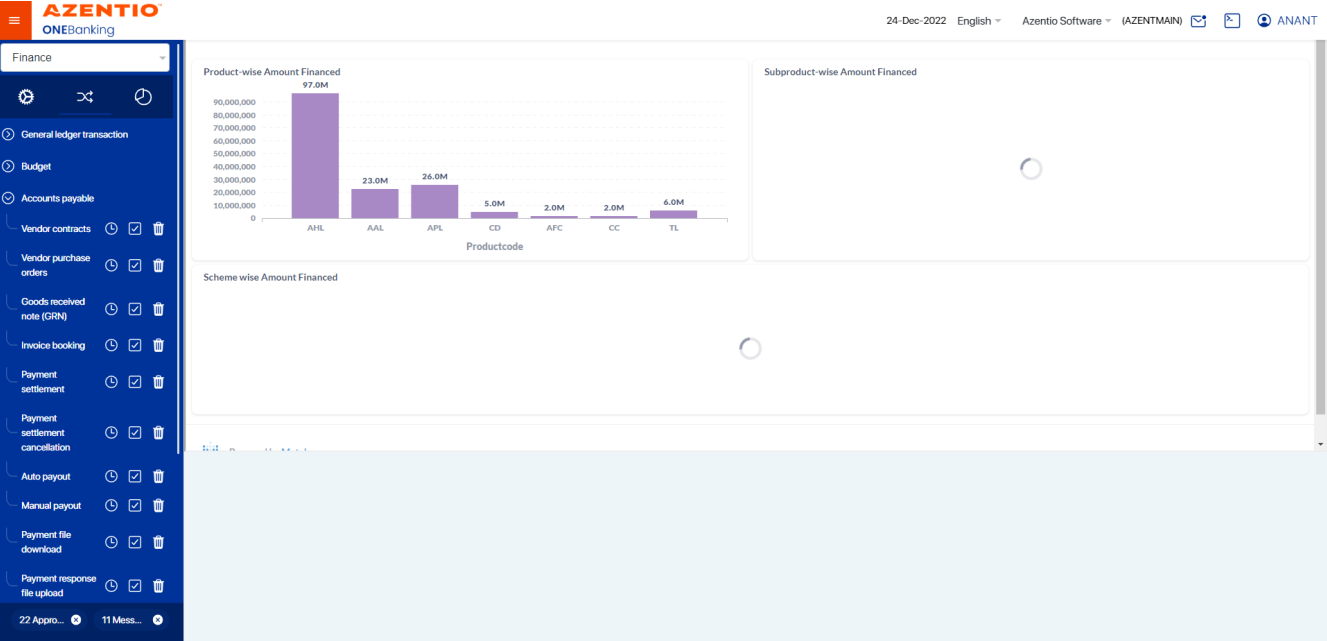 AZENTIO
ONEBanking
24-Dec-2022 English Azentio Software (AZENTMAIN) ANANT
Finance
General ledger transaction
Budget
Accounts payable
Vendor contracts
Vendor purchase
orders
Goods received
note (GRN)
Invoice booking
Payment
settlement
Payment
settlement
cancellation
Auto payout
Manual payout
Payment file
download
Payment response
file upload
22 Appro... 11 Mess...
Product-wise Amount Financed
97.0M
90,000,000
80,000,000
70,000,000
60,000,000
50,000,000
40,000,000
30,000,000
20,000,000
10,000,000
0
23.0M
26.0M
5.0M
2.0M
2.0M
6.0M
AHL AAL APL CD AFC CC TL
Productcode
Subproduct-wise Amount Financed
Scheme wise Amount Financed